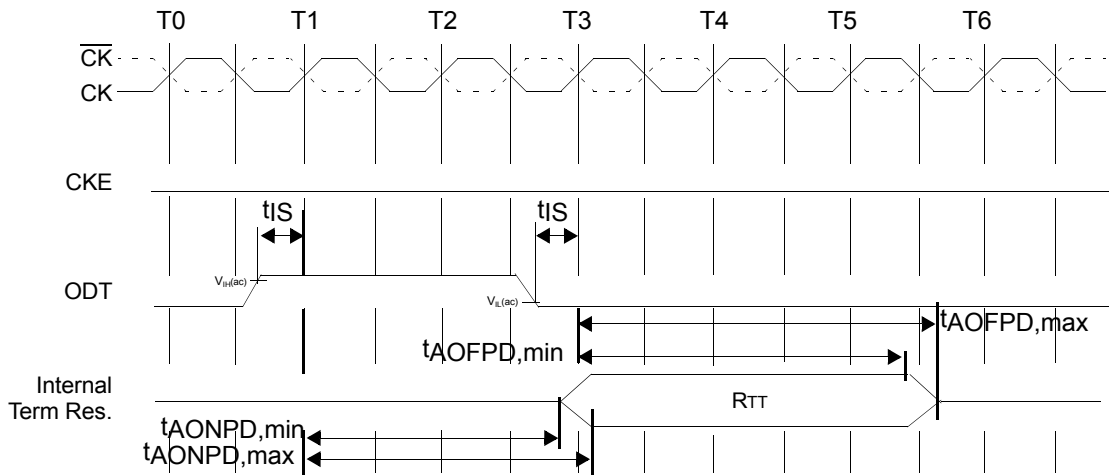 T0 T1 T2 T3 T4 T5 T6
CK
CK
CKE
tIS tIS
VIH(ac)
ODT
VIL(ac)
tAOFPD,max
tAOFPD,min
Internal
Term Res.
RTT
tAONPD,min
tAONPD,max